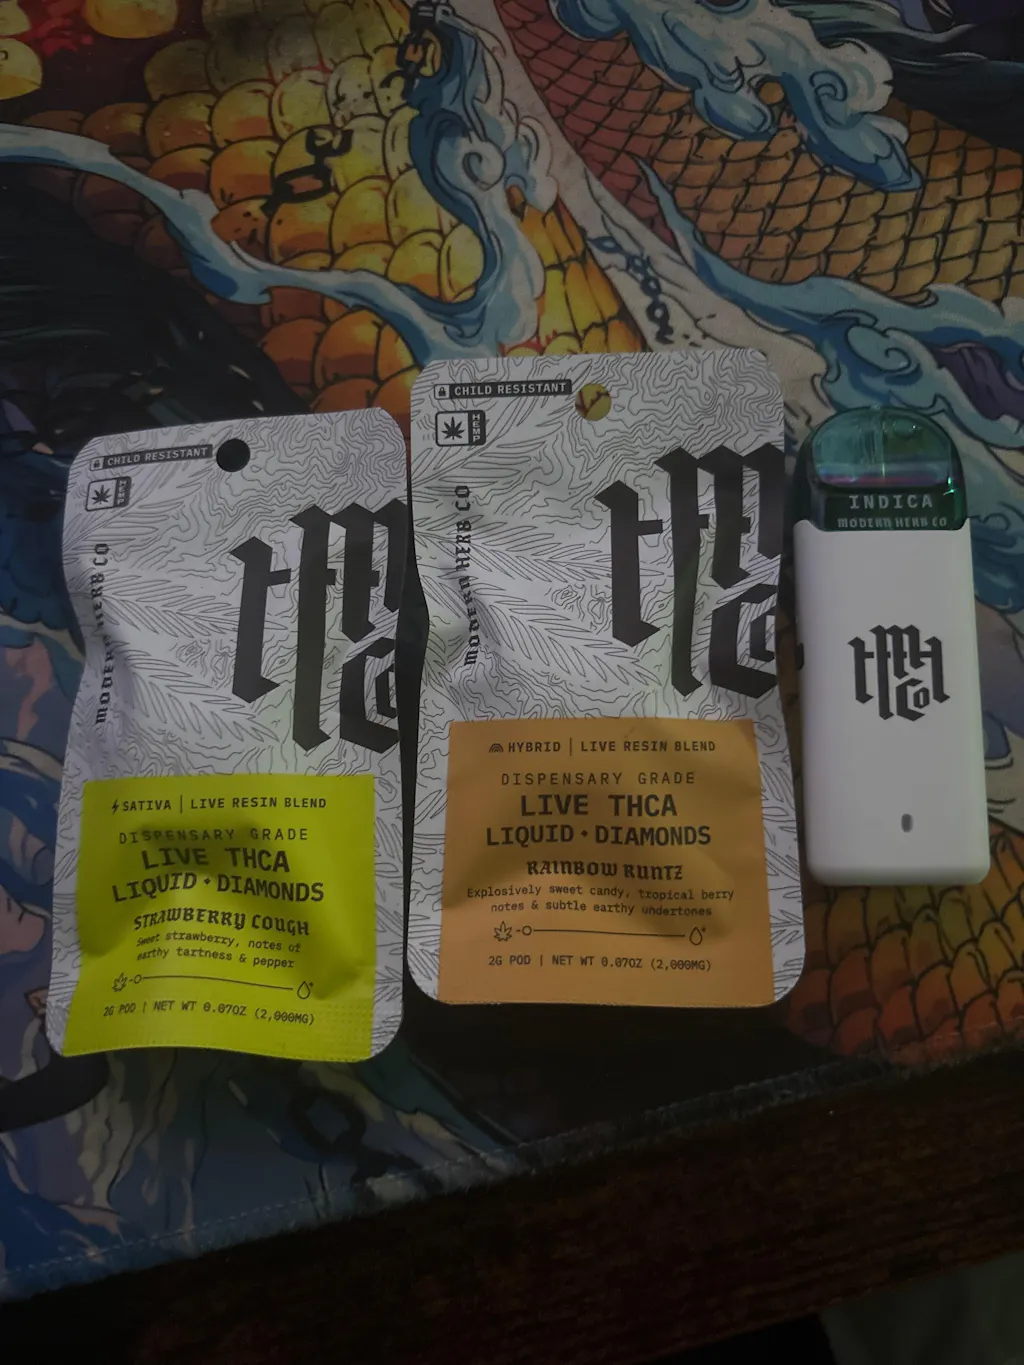 CHILD RESISTANT
HEMP
MODERN HERB CO
⚡SATIVA | LIVE RESIN BLEND
DISPENSARY GRADE
LIVE THCA
LIQUID • DIAMONDS
STRAWBERRY COUGH
Sweet strawberry, notes of
earthy tartness & pepper
2G POD | NET WT 0.07OZ (2,000MG)
CHILD RESISTANT
HEMP
MODERN HERB CO
HYBRID | LIVE RESIN BLEND
DISPENSARY GRADE
LIVE THCA
LIQUID • DIAMONDS
RAINBOW RUNTZ
Explosively sweet candy, tropical berry
notes & subtle earthy undertones
2G POD | NET WT 0.07OZ (2,000MG)
INDICA
MODERN HERB CO
MH
Co